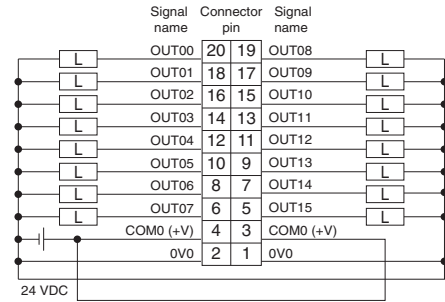 Signal name Connector pin Signal name
OUT00 20 19 OUT08
L L
OUT01 18 17 OUT09
L L
OUT02 16 15 OUT10
L L
OUT03 14 13 OUT11
L L
OUT04 12 11 OUT12
L L
OUT05 10 9 OUT13
L L
OUT06 8 7 OUT14
L L
OUT07 6 5 OUT15
L L
COM0 (+V) 4 3 COM0 (+V)
0V0 2 1 0V0
24 VDC